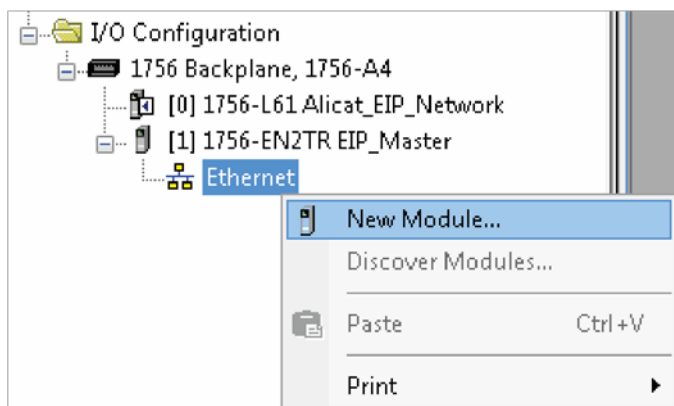 I/O Configuration
1756 Backplane, 1756-A4
[0] 1756-L61 Alicat_EIP_Network
[1] 1756-EN2TR EIP_Master
Ethernet
New Module...
Discover Modules...
Paste Ctrl+V
Print